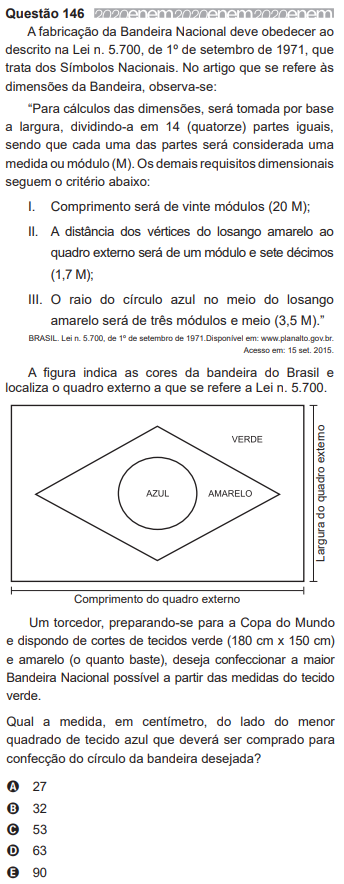 Questão 146 2020enem2020enem2020enem
A fabricação da Bandeira Nacional deve obedecer ao
descrito na Lei n. 5.700, de 1º de setembro de 1971, que
trata dos Símbolos Nacionais. No artigo que se refere às
dimensões da Bandeira, observa-se:
“Para cálculos das dimensões, será tomada por base
a largura, dividindo-a em 14 (quatorze) partes iguais,
sendo que cada uma das partes será considerada uma
medida ou módulo (M). Os demais requisitos dimensionais
seguem o critério abaixo:
I. Comprimento será de vinte módulos (20 M);
II. A distância dos vértices do losango amarelo ao
quadro externo será de um módulo e sete décimos
(1,7 M);
III. O raio do círculo azul no meio do losango
amarelo será de três módulos e meio (3,5 M).”
BRASIL. Lei n. 5.700, de 1º de setembro de 1971.Disponível em: www.planalto.gov.br.
Acesso em: 15 set. 2015.
A figura indica as cores da bandeira do Brasil e
localiza o quadro externo a que se refere a Lei n. 5.700.
VERDE
AZUL AMARELO
Largura do quadro externo
Comprimento do quadro externo
Um torcedor, preparando-se para a Copa do Mundo
e dispondo de cortes de tecidos verde (180 cm x 150 cm)
e amarelo (o quanto baste), deseja confeccionar a maior
Bandeira Nacional possível a partir das medidas do tecido
verde.
Qual a medida, em centímetro, do lado do menor
quadrado de tecido azul que deverá ser comprado para
confecção do círculo da bandeira desejada?
A 27
B 32
C 53
D 63
E 90